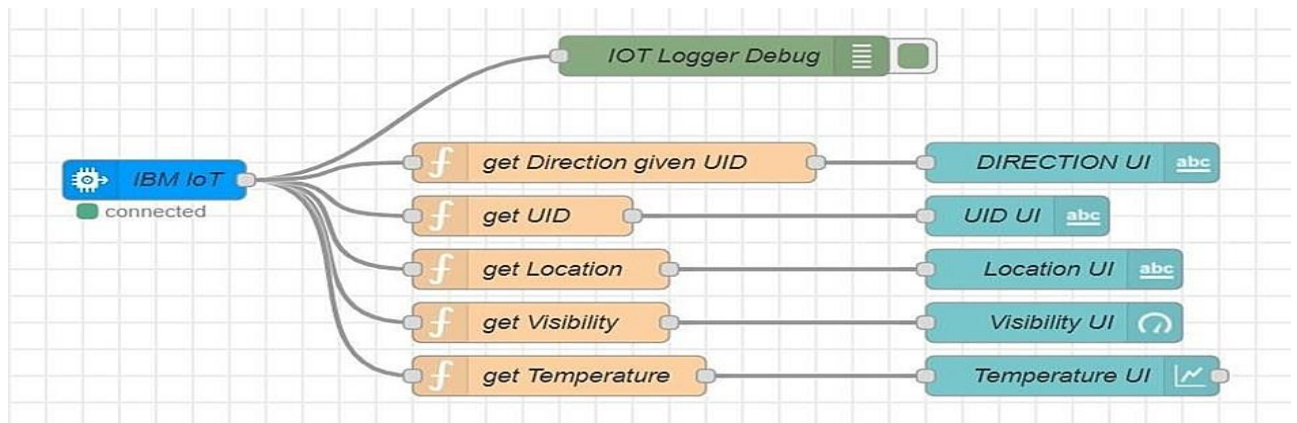 IOT Logger Debug
IBM IoT
connected
get Direction given UID
DIRECTION UI
abc
get UID
UID UI
abc
get Location
Location UI
abc
get Visibility
Visibility UI
get Temperature
Temperature UI